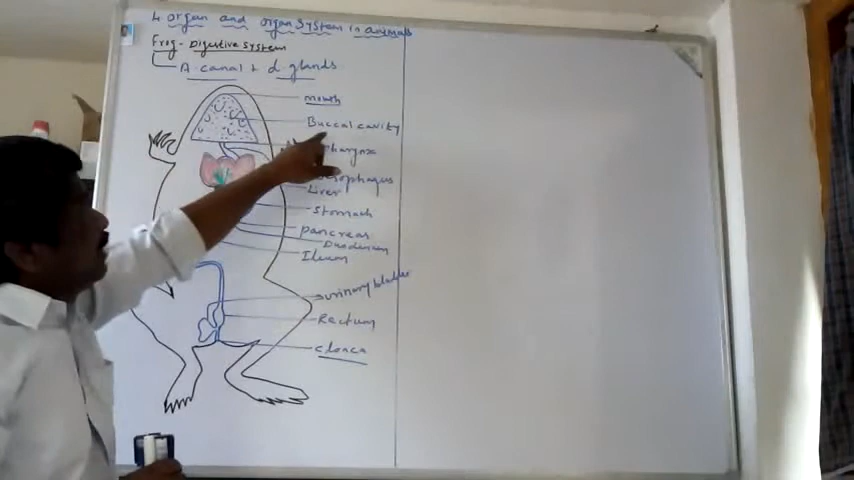 4 organ and organ system in animals
Frog - Digestive system
A canal + d glands
mouth
Buccal cavity
pharynx
Liver
stomach
pancreas
Duodenum
Ileum
urinary bladder
Rectum
cloaca